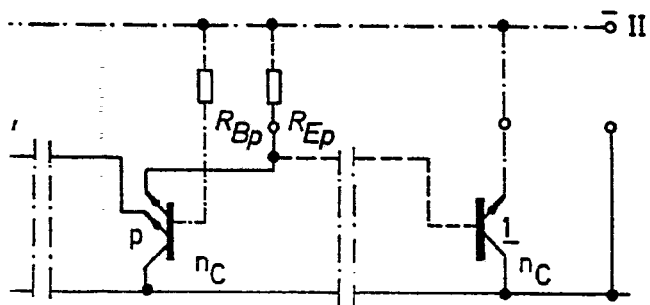 – II
R_Bp R_Ep
p n_C 1 n_C